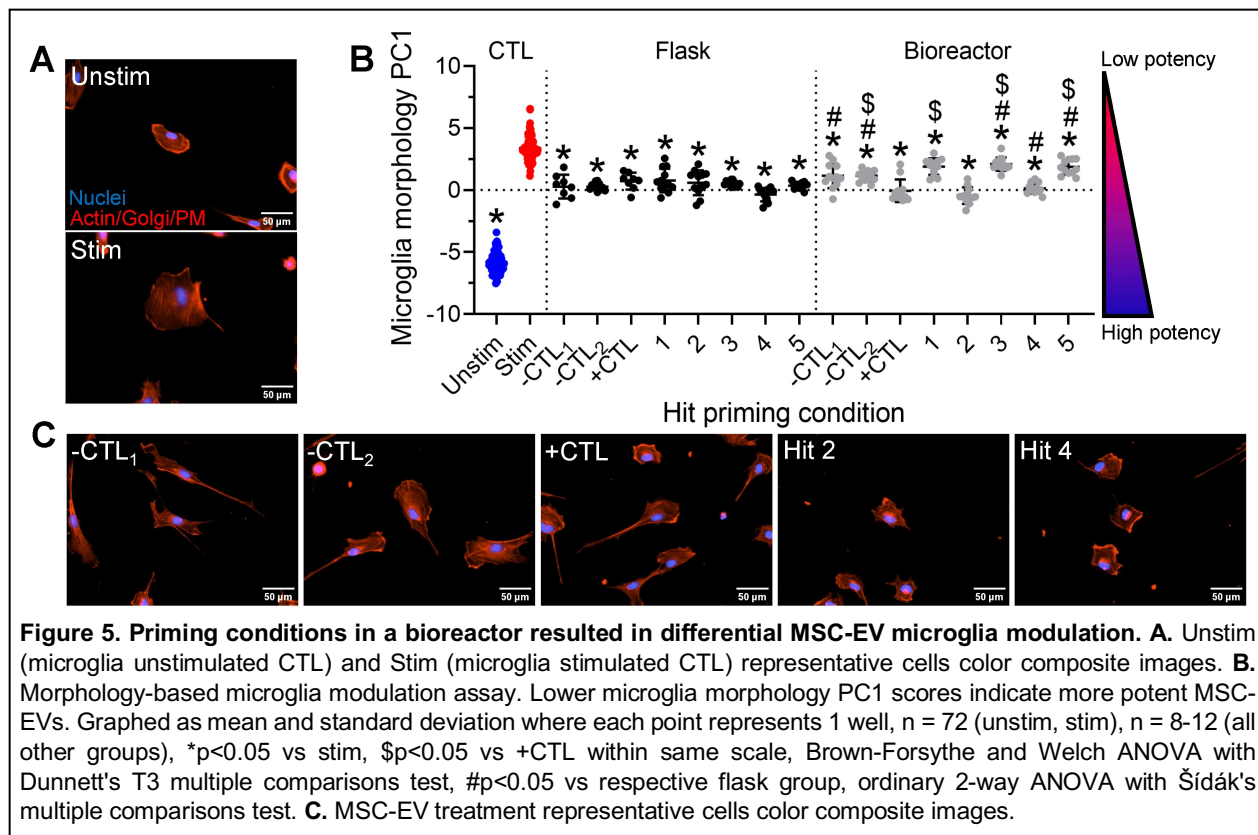 A
Unstim
Nuclei
Actin/Golgi/PM
50 µm
Stim
50 µm
B
CTL
Flask
Bioreactor
Microglia morphology PC1
10
5
0
-5
-10
*
* * * * * * * *
# * $ # * * $ * * $ # * # * $ # *
Unstim
Stim
-CTL₁
-CTL₂
+CTL
1
2
3
4
5
-CTL₁
-CTL₂
+CTL
1
2
3
4
5
Hit priming condition
Low potency
High potency
C
-CTL₁
50 µm
-CTL₂
50 µm
+CTL
50 µm
Hit 2
50 µm
Hit 4
50 µm
Figure 5. Priming conditions in a bioreactor resulted in differential MSC-EV microglia modulation. A. Unstim
(microglia unstimulated CTL) and Stim (microglia stimulated CTL) representative cells color composite images. B.
Morphology-based microglia modulation assay. Lower microglia morphology PC1 scores indicate more potent MSC-
EVs. Graphed as mean and standard deviation where each point represents 1 well, n = 72 (unstim, stim), n = 8-12 (all
other groups), *p<0.05 vs stim, $p<0.05 vs +CTL within same scale, Brown-Forsythe and Welch ANOVA with
Dunnett's T3 multiple comparisons test, #p<0.05 vs respective flask group, ordinary 2-way ANOVA with Šídák's
multiple comparisons test. C. MSC-EV treatment representative cells color composite images.